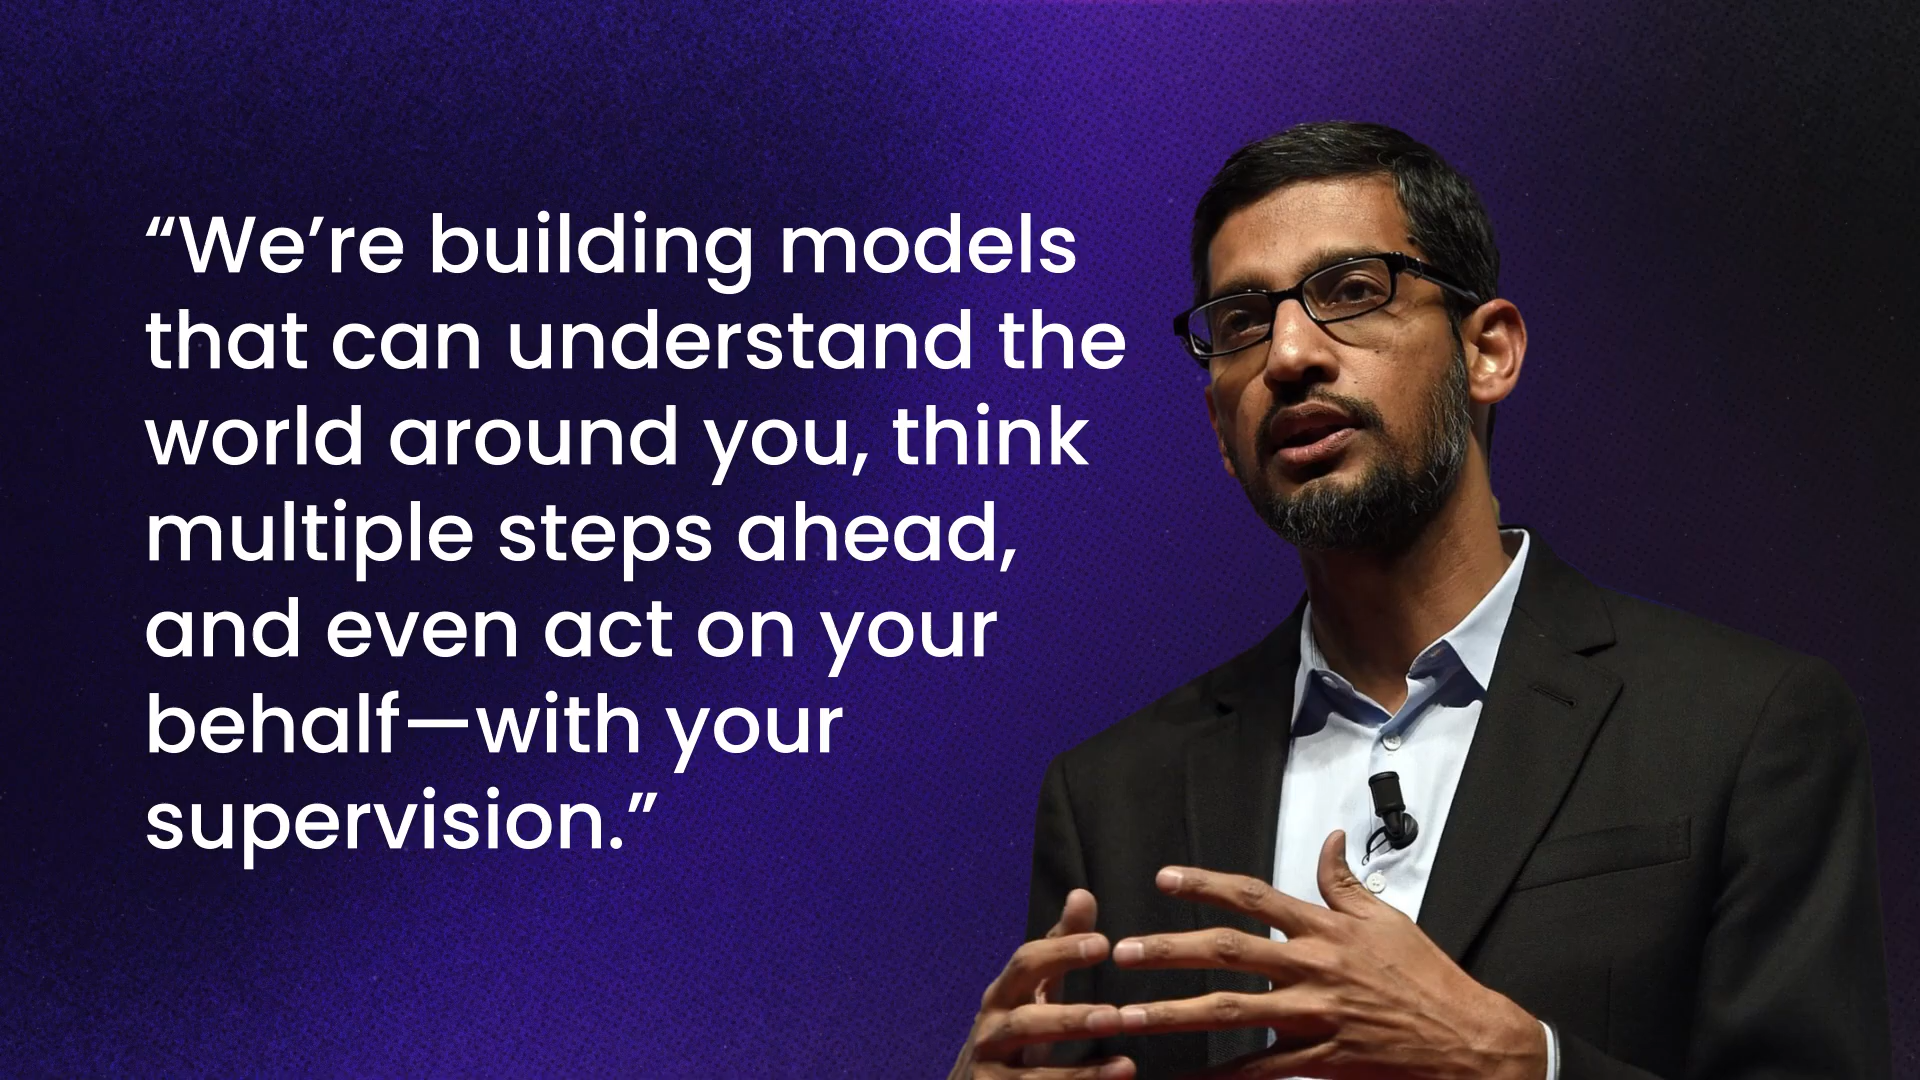 “We’re building models
that can understand the
world around you, think
multiple steps ahead,
and even act on your
behalf—with your
supervision.”